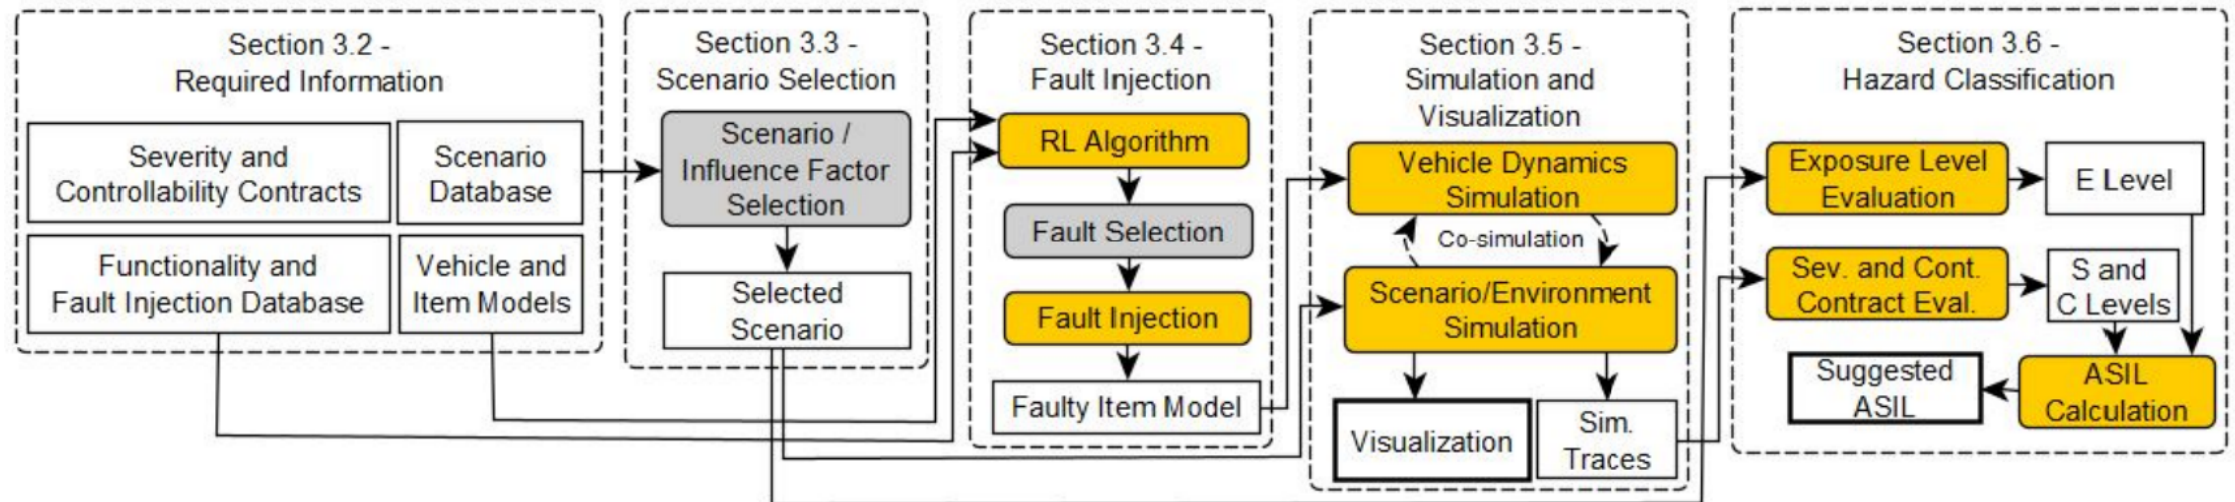 Section 3.2 -
Required Information
Severity and
Controllability Contracts
Scenario
Database
Functionality and
Fault Injection Database
Vehicle and
Item Models
Section 3.3 -
Scenario Selection
Scenario /
Influence Factor
Selection
Selected
Scenario
Section 3.4 -
Fault Injection
RL Algorithm
Fault Selection
Fault Injection
Faulty Item Model
Section 3.5 -
Simulation and
Visualization
Vehicle Dynamics
Simulation
Co-simulation
Scenario/Environment
Simulation
Visualization
Sim.
Traces
Section 3.6 -
Hazard Classification
Exposure Level
Evaluation
E Level
Sev. and Cont.
Contract Eval.
S and
C Levels
Suggested
ASIL
ASIL
Calculation